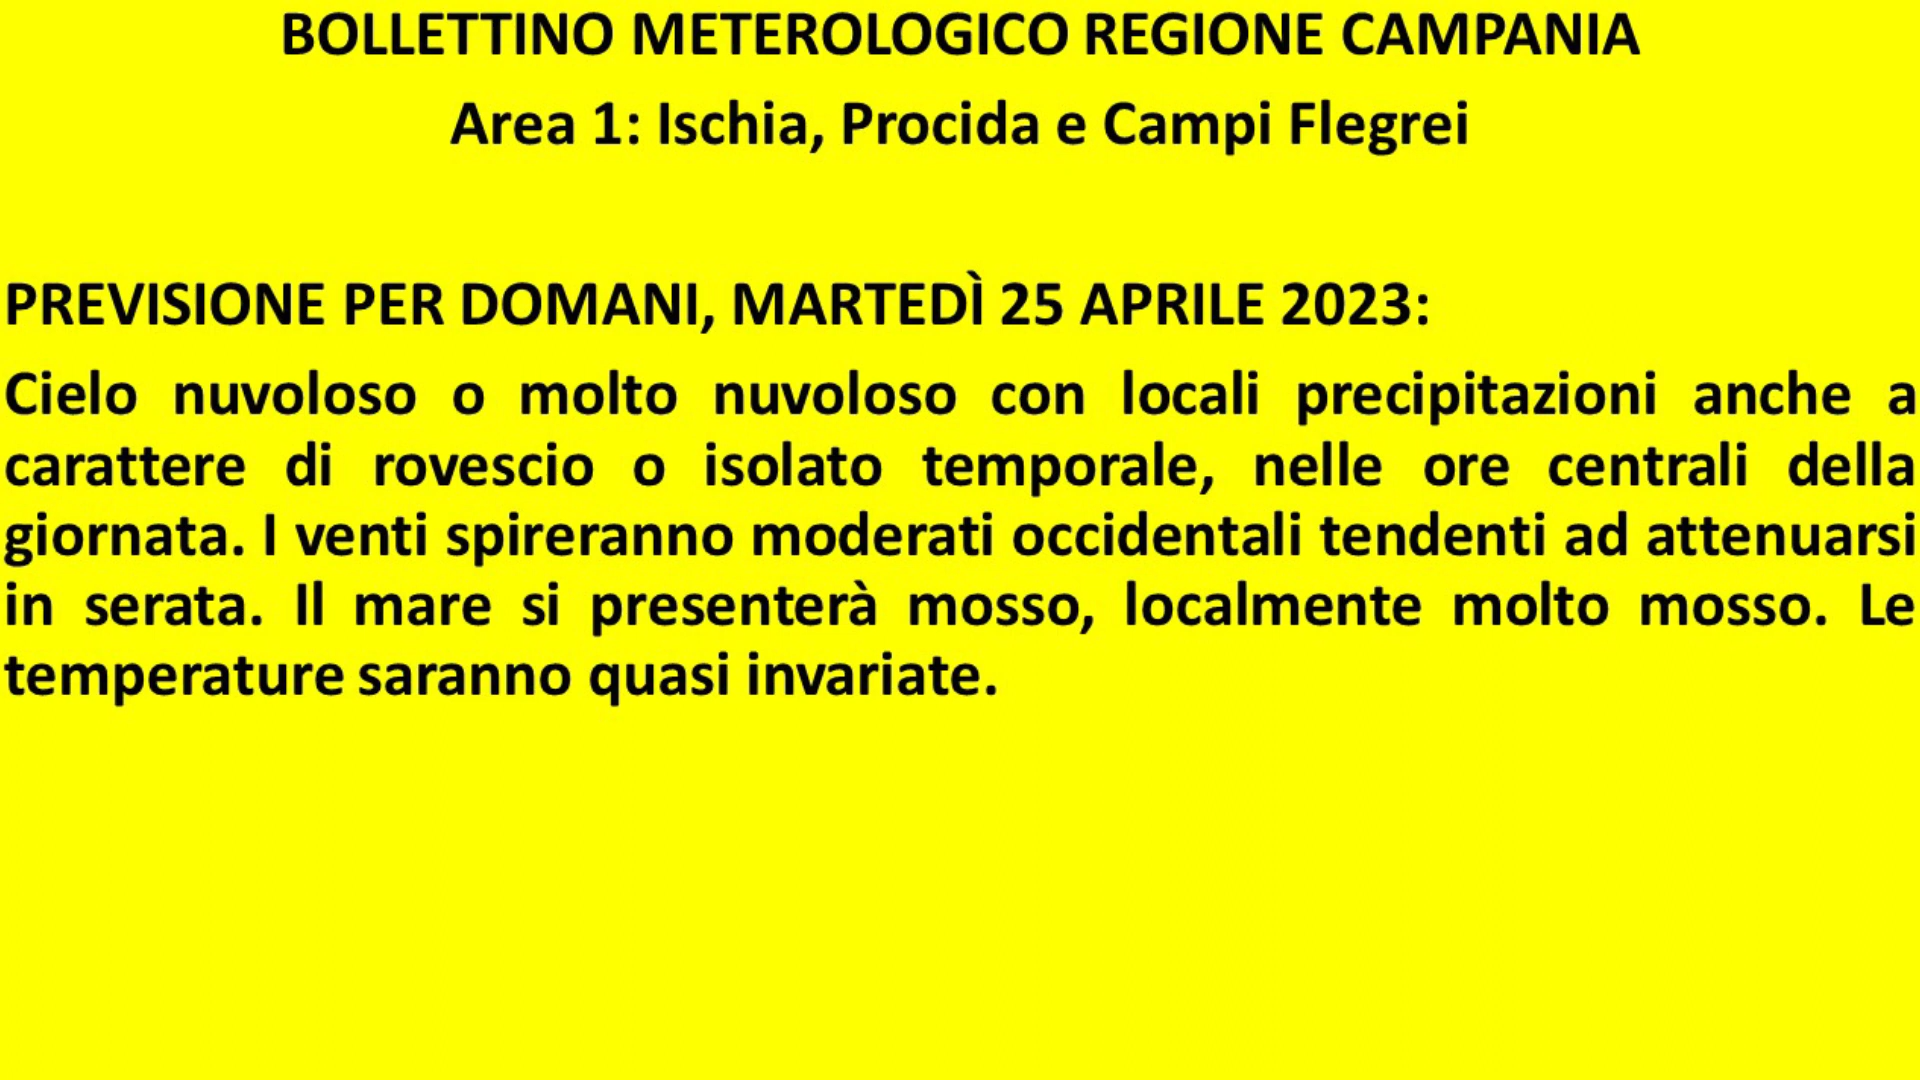 BOLLETTINO METEROLOGICO REGIONE CAMPANIA
Area 1: Ischia, Procida e Campi Flegrei
PREVISIONE PER DOMANI, MARTEDÌ 25 APRILE 2023:
Cielo nuvoloso o molto nuvoloso con locali precipitazioni anche a
carattere di rovescio o isolato temporale, nelle ore centrali della
giornata. I venti spireranno moderati occidentali tendenti ad attenuarsi
in serata. Il mare si presenterà mosso, localmente molto mosso. Le
temperature saranno quasi invariate.